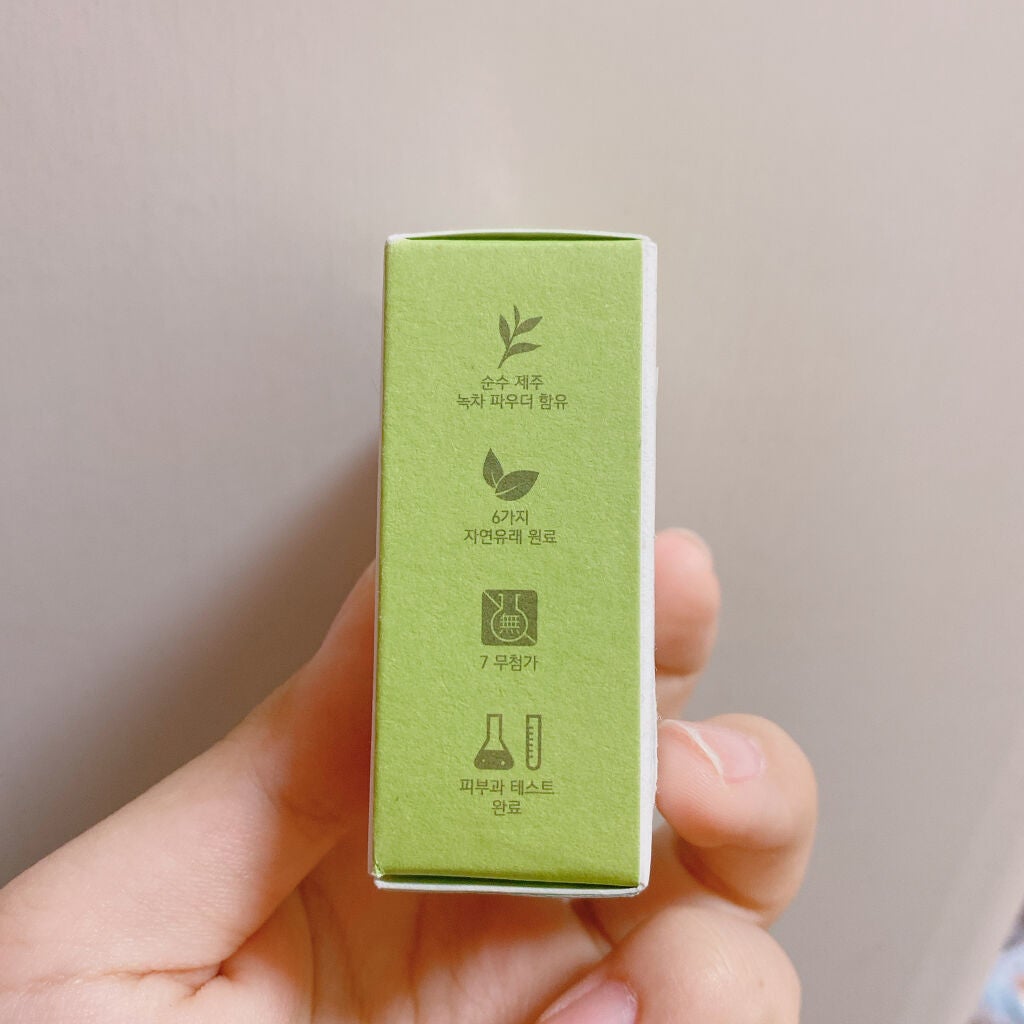 순수 제주
녹차 파우더 함유
6가지
자연유래 원료
無
7 무첨가
피부과 테스트
완료